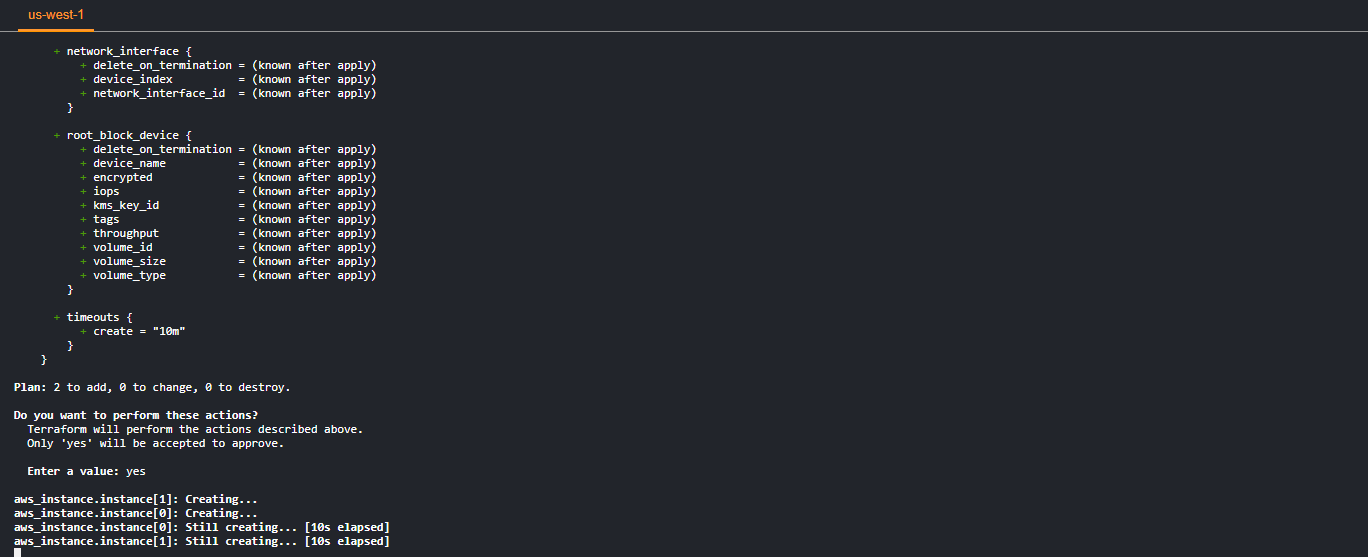 us-west-1
+ network_interface {
+ delete_on_termination = (known after apply)
+ device_index          = (known after apply)
+ network_interface_id  = (known after apply)
}
+ root_block_device {
+ delete_on_termination = (known after apply)
+ device_name           = (known after apply)
+ encrypted             = (known after apply)
+ iops                  = (known after apply)
+ kms_key_id            = (known after apply)
+ tags                  = (known after apply)
+ throughput            = (known after apply)
+ volume_id             = (known after apply)
+ volume_size           = (known after apply)
+ volume_type           = (known after apply)
}
+ timeouts {
+ create = "10m"
}
}
Plan: 2 to add, 0 to change, 0 to destroy.
Do you want to perform these actions?
Terraform will perform the actions described above.
Only 'yes' will be accepted to approve.
Enter a value: yes
aws_instance.instance[1]: Creating...
aws_instance.instance[0]: Creating...
aws_instance.instance[0]: Still creating... [10s elapsed]
aws_instance.instance[1]: Still creating... [10s elapsed]